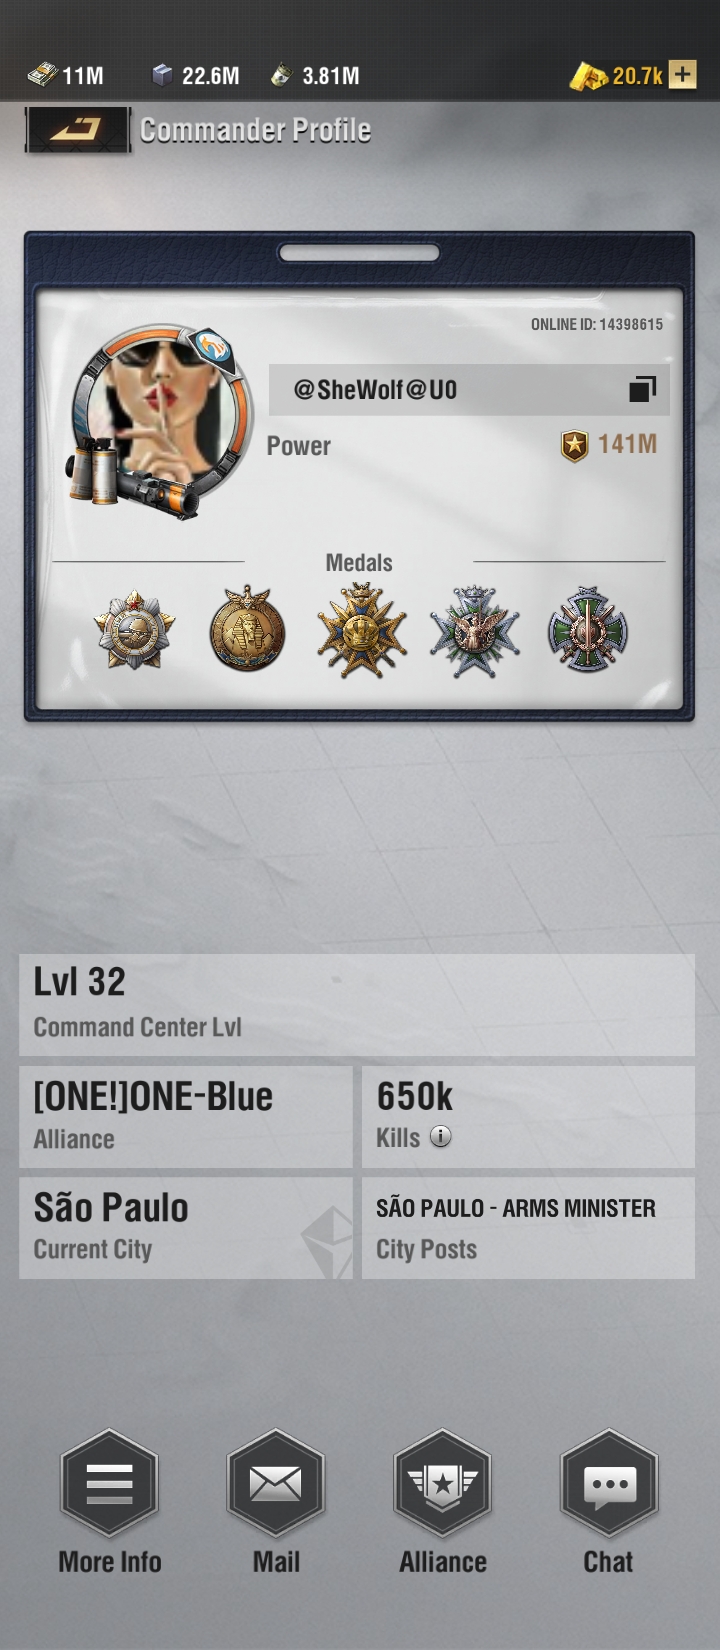 11M 22.6M 3.81M 20.7k
Commander Profile
ONLINE ID: 14398615
@SheWolf@U0
Power 141M
Medals
Lvl 32
Command Center Lvl
[ONE!]ONE-Blue
Alliance
650k
Kills
São Paulo
Current City
SÃO PAULO - ARMS MINISTER
City Posts
More Info Mail Alliance Chat